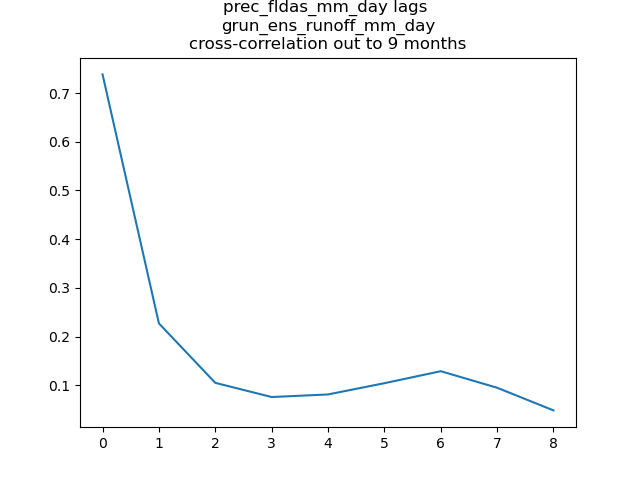 prec_fldas_mm_day lags
grun_ens_runoff_mm_day
cross-correlation out to 9 months
0.7
0.6
0.5
0.4
0.3
0.2
0.1
0 1 2 3 4 5 6 7 8